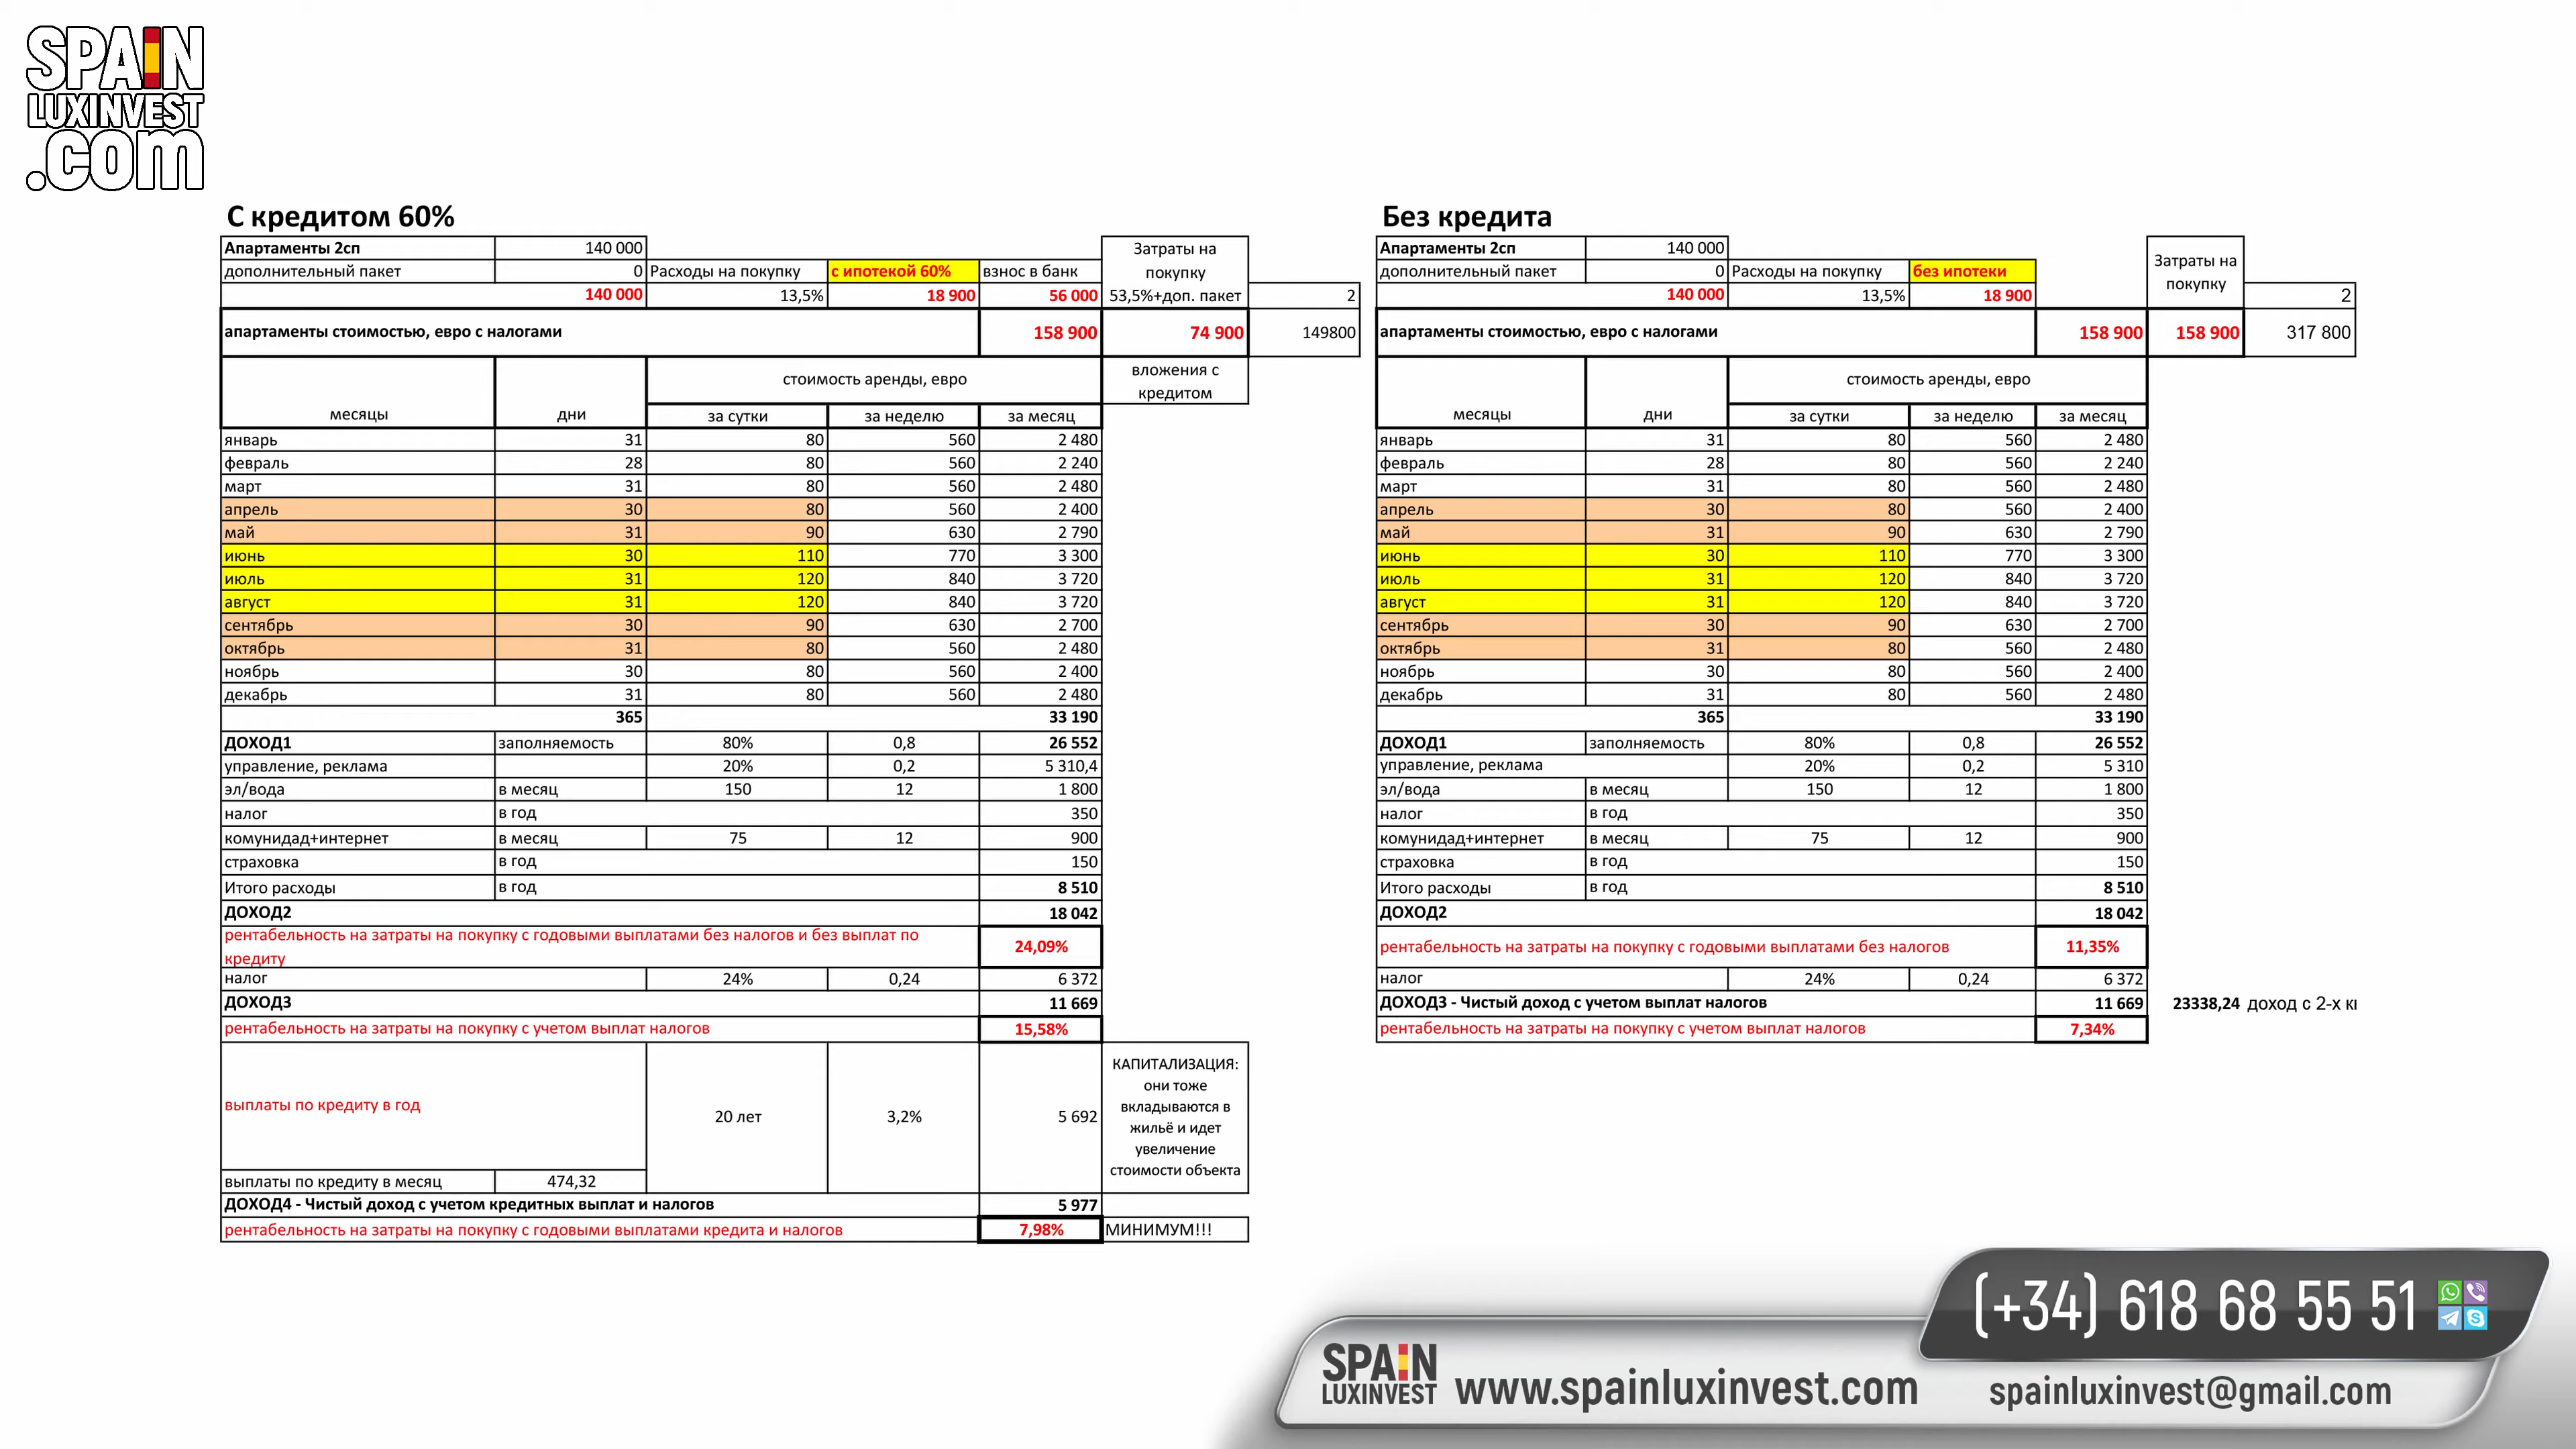 SPAIN
LUXINVEST
.com
С кредитом 60%
Апартаменты 2сп 140 000 Затраты на
дополнительный пакет 0 Расходы на покупку с ипотекой 60% взнос в банк покупку
140 000 13,5% 18 900 56 000 53,5%+доп. пакет 2
апартаменты стоимостью, евро с налогами 158 900 74 900 149800
стоимость аренды, евро вложения с
кредитом
месяцы дни за сутки за неделю за месяц
январь 31 80 560 2 480
февраль 28 80 560 2 240
март 31 80 560 2 480
апрель 30 80 560 2 400
май 31 90 630 2 790
июнь 30 110 770 3 300
июль 31 120 840 3 720
август 31 120 840 3 720
сентябрь 30 90 630 2 700
октябрь 31 80 560 2 480
ноябрь 30 80 560 2 400
декабрь 31 80 560 2 480
365 33 190
ДОХОД1 заполняемость 80% 0,8 26 552
управление, реклама 20% 0,2 5 310,4
эл/вода в месяц 150 12 1 800
налог в год 350
комунидад+интернет в месяц 75 12 900
страховка в год 150
Итого расходы в год 8 510
ДОХОД2 18 042
рентабельность на затраты на покупку с годовыми выплатами без налогов и без выплат по
кредиту 24,09%
налог 24% 0,24 6 372
ДОХОД3 11 669
рентабельность на затраты на покупку с учетом выплат налогов 15,58%
выплаты по кредиту в год 20 лет 3,2% 5 692
КАПИТАЛИЗАЦИЯ:
они тоже
вкладываются в
жильё и идет
увеличение
стоимости объекта
выплаты по кредиту в месяц 474,32
ДОХОД4 - Чистый доход с учетом кредитных выплат и налогов 5 977
рентабельность на затраты на покупку с годовыми выплатами кредита и налогов 7,98% МИНИМУМ!!!
Без кредита
Апартаменты 2сп 140 000 Затраты на
дополнительный пакет 0 Расходы на покупку без ипотеки покупку
140 000 13,5% 18 900 2
апартаменты стоимостью, евро с налогами 158 900 158 900 317 800
стоимость аренды, евро
месяцы дни за сутки за неделю за месяц
январь 31 80 560 2 480
февраль 28 80 560 2 240
март 31 80 560 2 480
апрель 30 80 560 2 400
май 31 90 630 2 790
июнь 30 110 770 3 300
июль 31 120 840 3 720
август 31 120 840 3 720
сентябрь 30 90 630 2 700
октябрь 31 80 560 2 480
ноябрь 30 80 560 2 400
декабрь 31 80 560 2 480
365 33 190
ДОХОД1 заполняемость 80% 0,8 26 552
управление, реклама 20% 0,2 5 310
эл/вода в месяц 150 12 1 800
налог в год 350
комунидад+интернет в месяц 75 12 900
страховка в год 150
Итого расходы в год 8 510
ДОХОД2 18 042
рентабельность на затраты на покупку с годовыми выплатами без налогов 11,35%
налог 24% 0,24 6 372
ДОХОД3 - Чистый доход с учетом выплат налогов 11 669 23338,24 доход с 2-х
рентабельность на затраты на покупку с учетом выплат налогов 7,34%
(+34) 618 68 55 51
SPAIN
LUXINVEST
www.spainluxinvest.com spainluxinvest@gmail.com